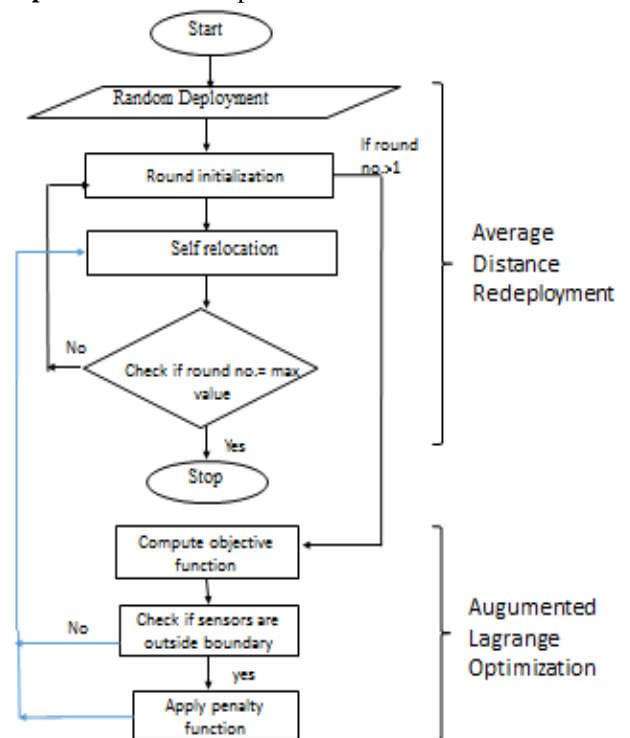 Start
Random Deployment
If round
no.>1
Round initialization
Self relocation
Average
Distance
Redeployment
No
Check if round no.= max
value
Yes
Stop
Compute objective
function
Check if sensors are
outside boundary
No
yes
Apply penalty
function
Augumented
Lagrange
Optimization